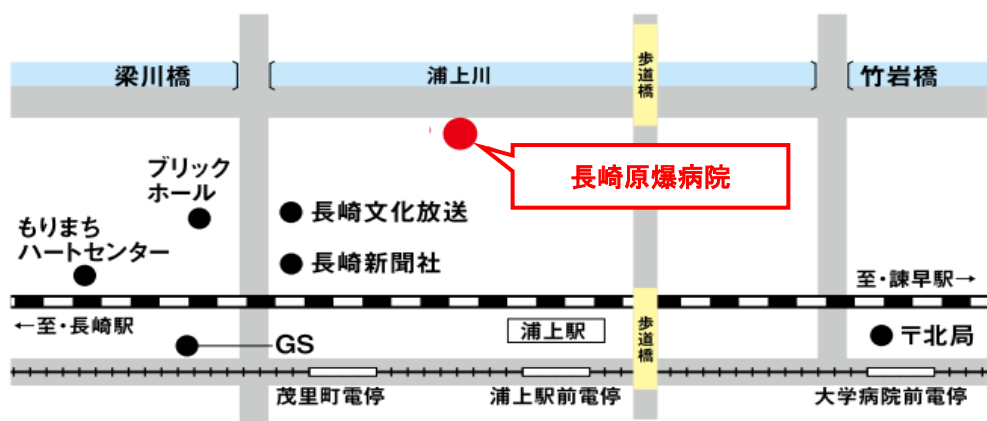 梁川橋
浦上川
歩道橋
竹岩橋
長崎原爆病院
ブリック
ホール
長崎文化放送
もりまち
ハートセンター
長崎新聞社
至・諫早駅→
←至・長崎駅
GS
浦上駅
歩道橋
〒北局
茂里町電停
浦上駅前電停
大学病院前電停